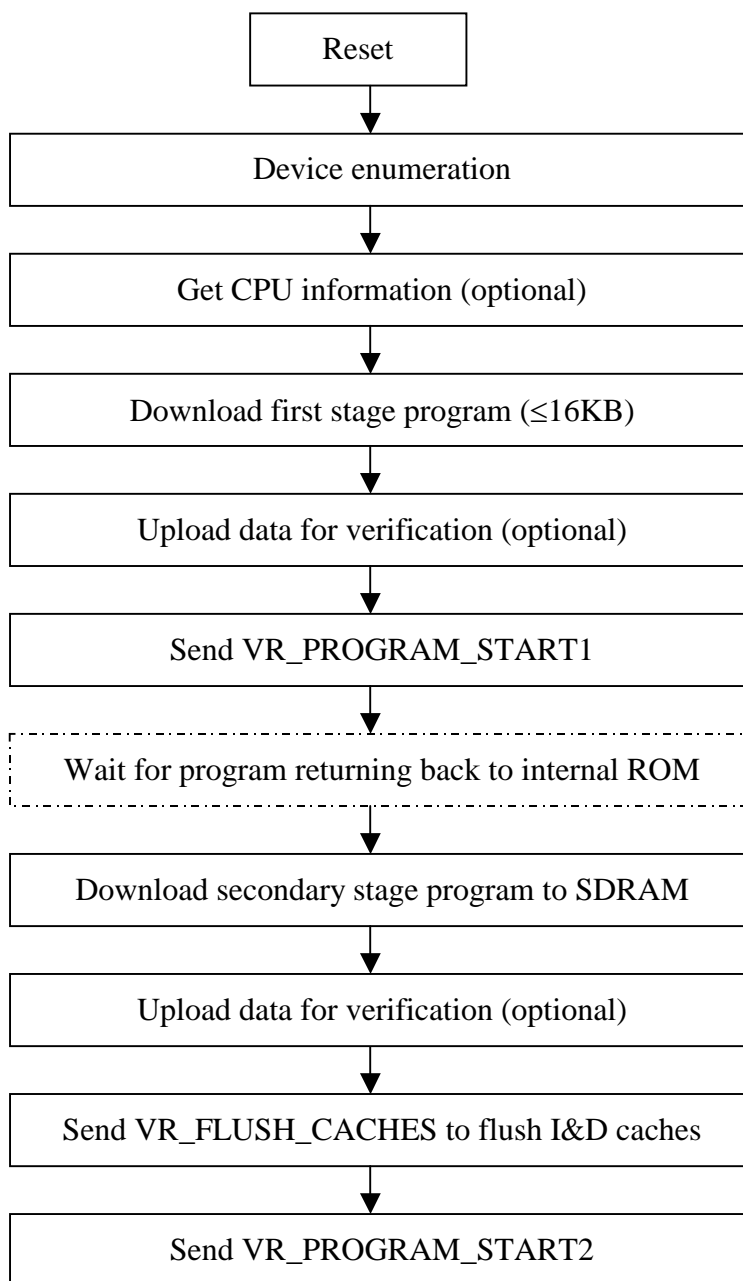 Reset
Device enumeration
Get CPU information (optional)
Download first stage program (≤16KB)
Upload data for verification (optional)
Send VR_PROGRAM_START1
Wait for program returning back to internal ROM
Download secondary stage program to SDRAM
Upload data for verification (optional)
Send VR_FLUSH_CACHES to flush I&D caches
Send VR_PROGRAM_START2